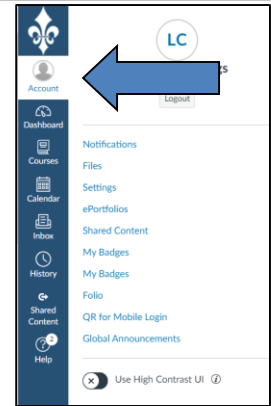 LC
gs
Logout
Account
Dashboard
Courses
Calendar
Inbox
History
Shared
Content
2
Help
Notifications
Files
Settings
ePortfolios
Shared Content
My Badges
My Badges
Folio
QR for Mobile Login
Global Announcements
Use High Contrast UI